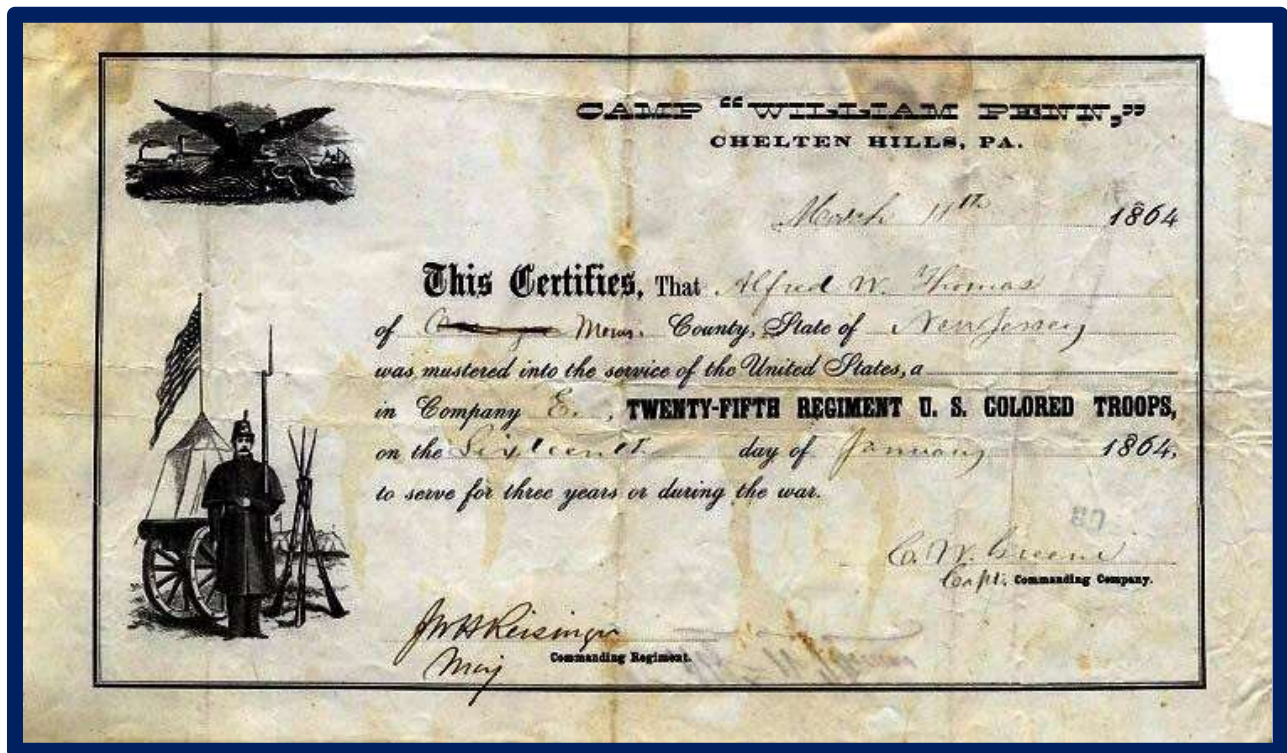 CAMP "WILLIAM PENN,"
CHELTEN HILLS, PA.
March 11th 1864
This Certifies, That Alfred W. Thomas
of Morris County, State of New Jersey
was mustered into the service of the United States, a
in Company E., TWENTY-FIFTH REGIMENT U. S. COLORED TROOPS,
on the Sixteenth day of January 1864,
to serve for three years or during the war.
C. W. Greene
Capt. Commanding Company.
JWH Reisinger
Maj Commanding Regiment.